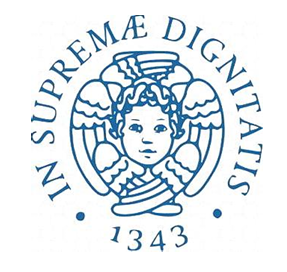 IN SUPREMÆ DIGNITATIS
· 1343 ·